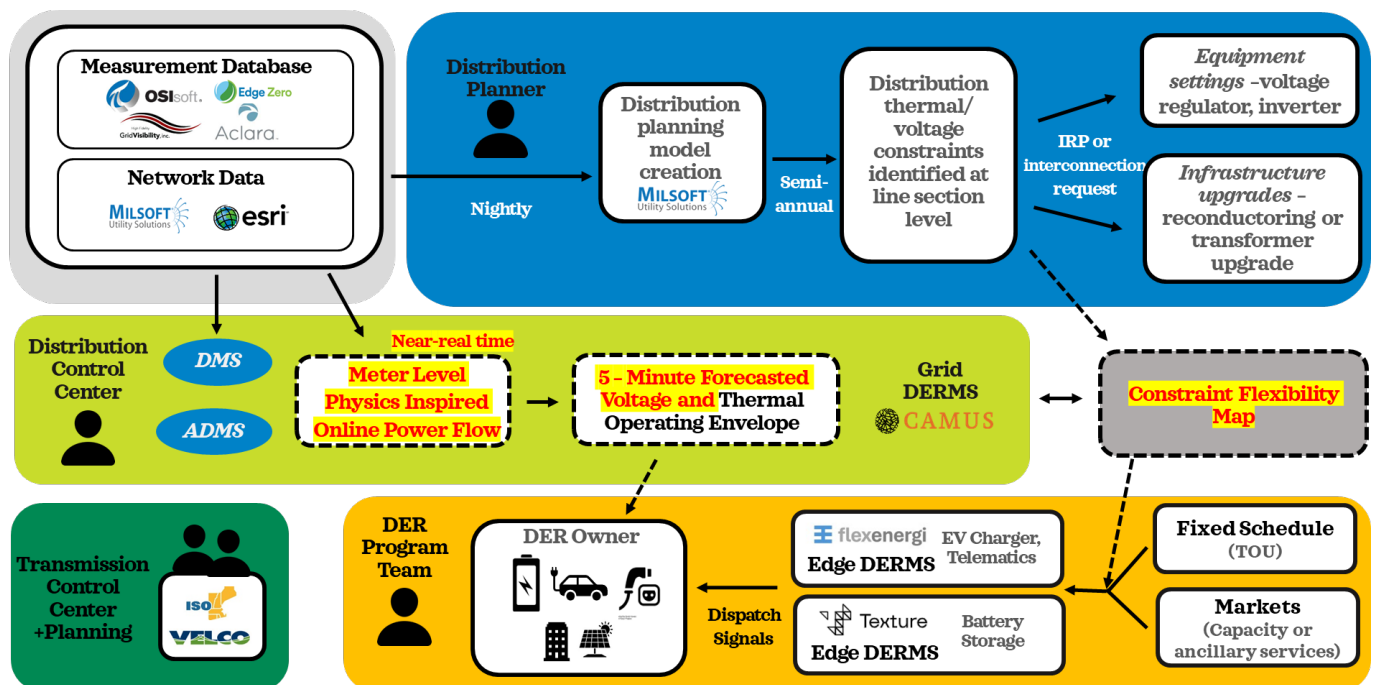 Measurement Database
OSIsoft.
Edge Zero
GridVisibility, inc.
Aclara
Network Data
MILSOFT
Utility Solutions
esri
Distribution
Planner
Nightly
Distribution
planning
model
creation
MILSOFT
Utility Solutions
Semi-
annual
Distribution
thermal/
voltage
constraints
identified at
line section
level
IRP or
interconnection
request
Equipment
settings –voltage
regulator, inverter
Infrastructure
upgrades –
reconductoring or
transformer
upgrade
Distribution
Control
Center
DMS
ADMS
Near-real time
Meter Level
Physics Inspired
Online Power Flow
5 - Minute Forecasted
Voltage and Thermal
Operating Envelope
Grid
DERMS
CAMUS
Constraint Flexibility
Map
Transmission
Control
Center
+Planning
ISO
VELCO
DER
Program
Team
DER Owner
Dispatch
Signals
flexenergi
Edge DERMS
EV Charger,
Telematics
Texture
Edge DERMS
Battery
Storage
Fixed Schedule
(TOU)
Markets
(Capacity or
ancillary services)